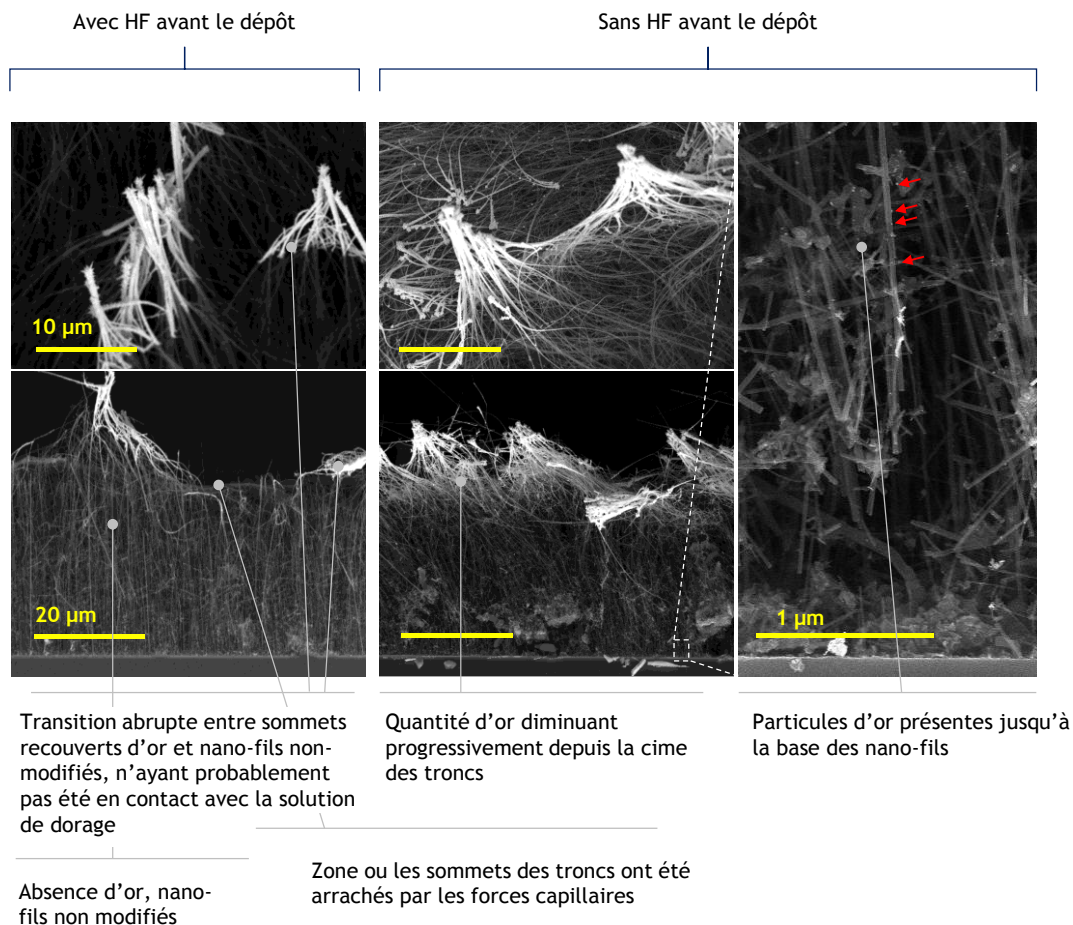 Avec HF avant le dépôt
Sans HF avant le dépôt
10 µm
20 µm
1 µm
Transition abrupte entre sommets
recouverts d’or et nano-fils non-
modifiés, n’ayant probablement
pas été en contact avec la solution
de dorage
Quantité d’or diminuant
progressivement depuis la cime
des troncs
Particules d’or présentes jusqu’à
la base des nano-fils
Absence d’or, nano-
fils non modifiés
Zone ou les sommets des troncs ont été
arrachés par les forces capillaires